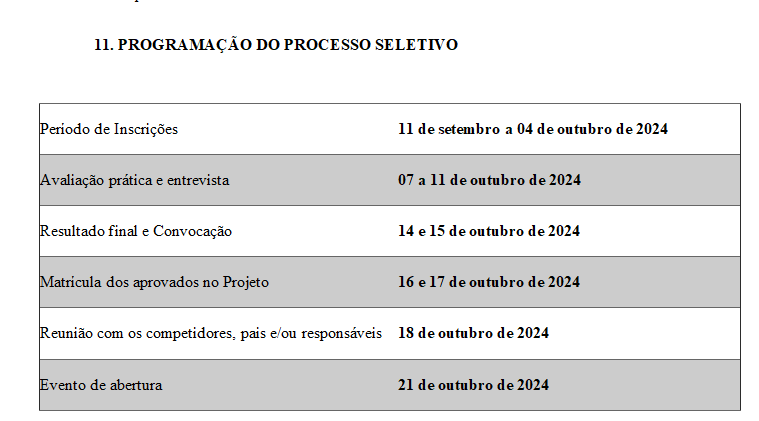 11. PROGRAMAÇÃO DO PROCESSO SELETIVO
Período de Inscrições 11 de setembro a 04 de outubro de 2024
Avaliação prática e entrevista 07 a 11 de outubro de 2024
Resultado final e Convocação 14 e 15 de outubro de 2024
Matricula dos aprovados no Projeto 16 e 17 de outubro de 2024
Reunião com os competidores, pais e/ou responsáveis 18 de outubro de 2024
Evento de abertura 21 de outubro de 2024